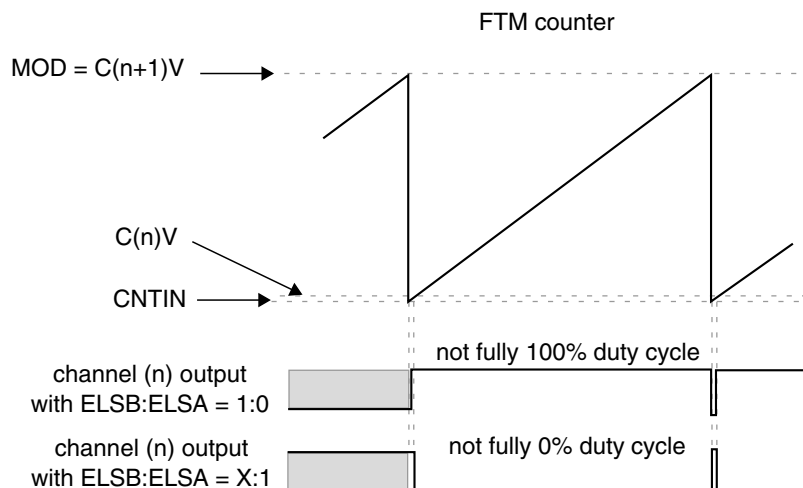 FTM counter
MOD = C(n+1)V
C(n)V
CNTIN
not fully 100% duty cycle
channel (n) output
with ELSB:ELSA = 1:0
not fully 0% duty cycle
channel (n) output
with ELSB:ELSA = X:1